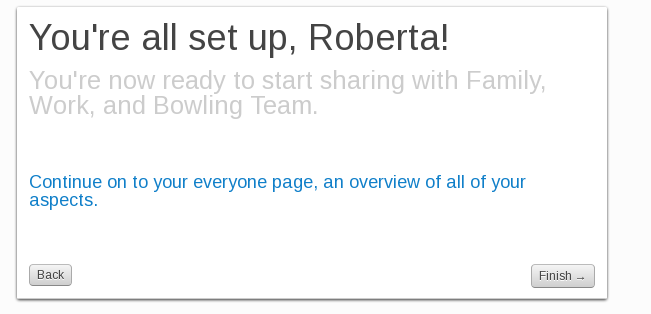 You're all set up, Roberta!
You're now ready to start sharing with Family,
Work, and Bowling Team.
Continue on to your everyone page, an overview of all of your
aspects.
Back
Finish →